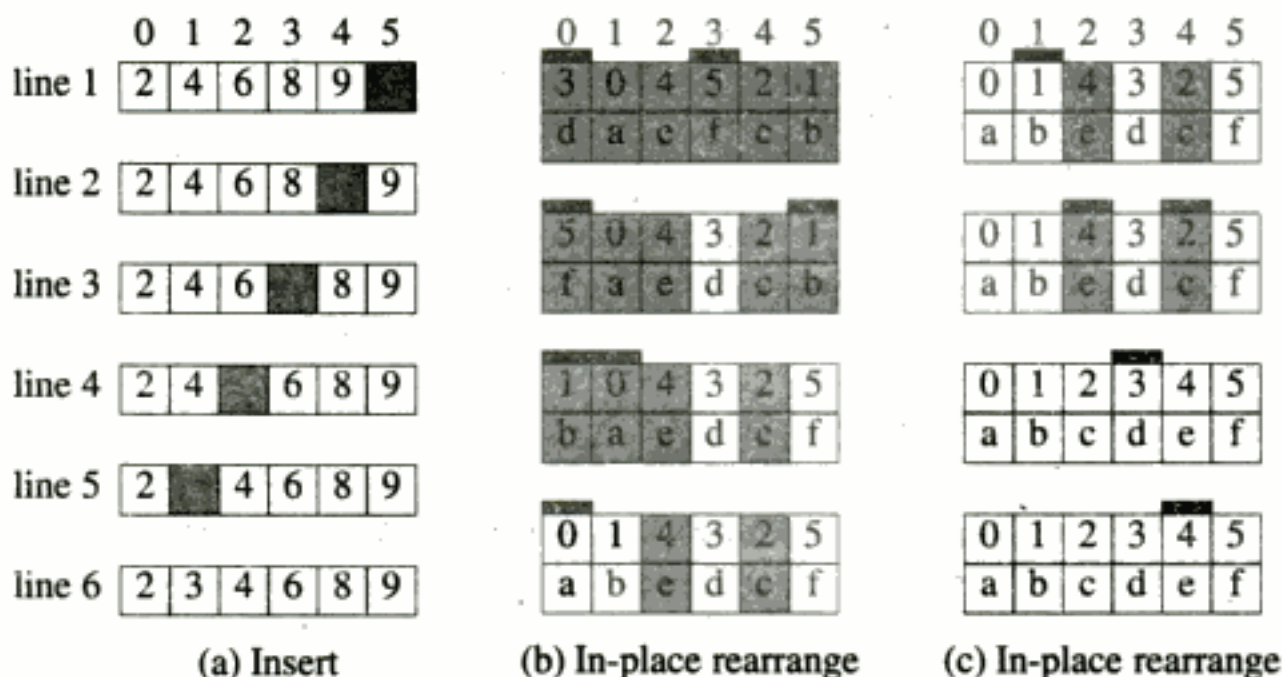 0 1 2 3 4 5
line 1 2 4 6 8 9
line 2 2 4 6 8 9
line 3 2 4 6 8 9
line 4 2 4 6 8 9
line 5 2 4 6 8 9
line 6 2 3 4 6 8 9
(a) Insert
0 1 2 3 4 5
3 0 4 5 2 1
d a e f c b
5 0 4 3 2 1
f a e d c b
1 0 4 3 2 5
b a e d c f
0 1 4 3 2 5
a b e d c f
(b) In-place rearrange
0 1 2 3 4 5
0 1 4 3 2 5
a b e d c f
0 1 4 3 2 5
a b e d c f
0 1 2 3 4 5
a b c d e f
0 1 2 3 4 5
a b c d e f
(c) In-place rearrange